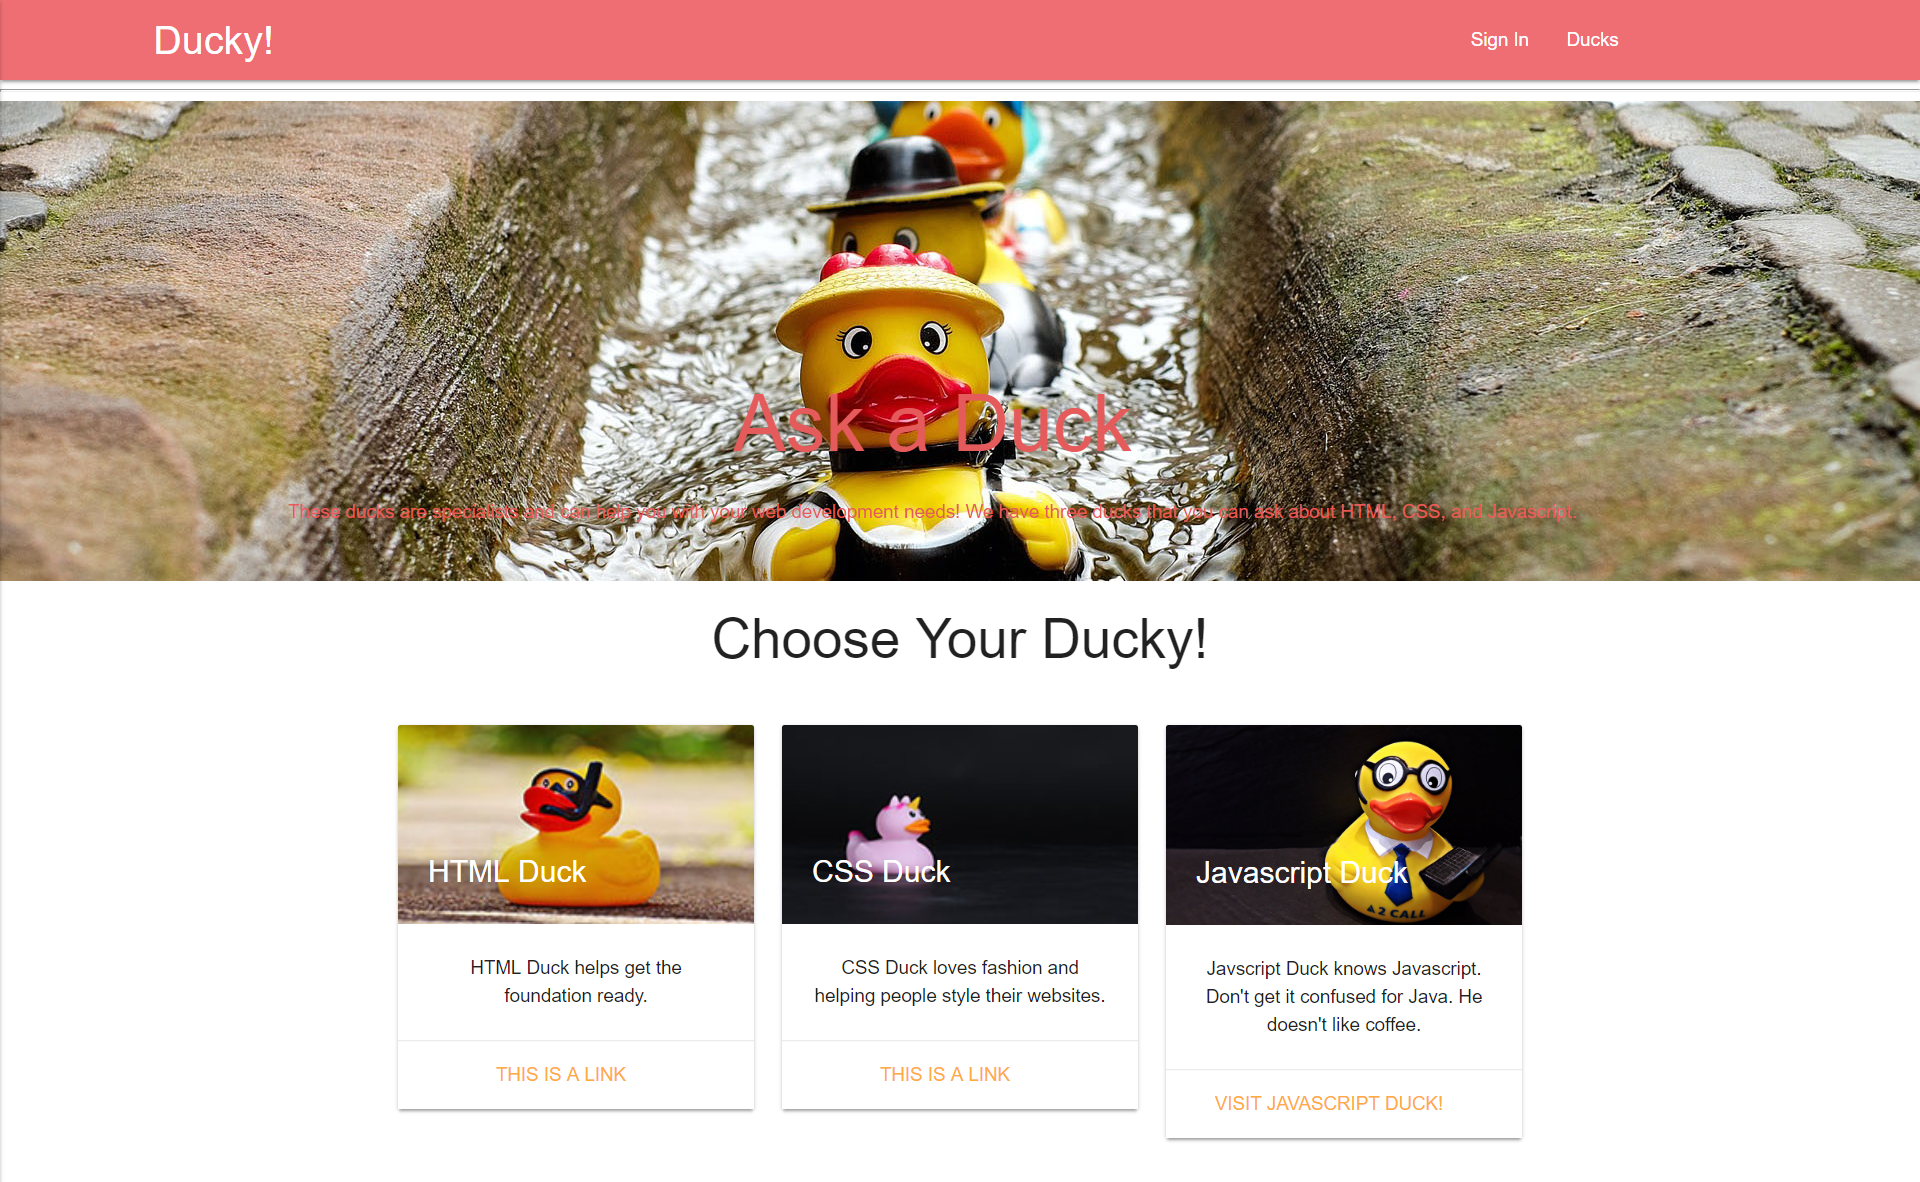 Ducky!
Sign In
Ducks
Ask a Duck
These ducks are specialists and can help you with your web development needs! We have three ducks that you can ask about HTML, CSS, and Javascript.
Choose Your Ducky!
HTML Duck
CSS Duck
Javascript Duck
2 CALL
HTML Duck helps get the
foundation ready.
CSS Duck loves fashion and
helping people style their websites.
Javscript Duck knows Javascript.
Don't get it confused for Java. He
doesn't like coffee.
THIS IS A LINK
THIS IS A LINK
VISIT JAVASCRIPT DUCK!